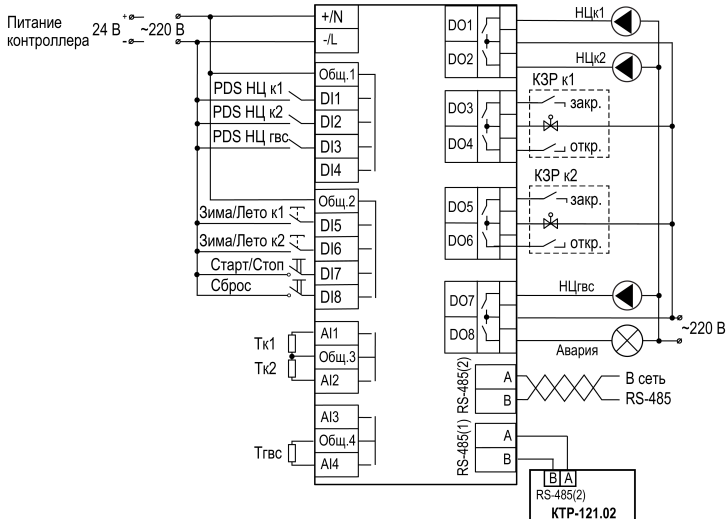 Питание
контроллера
24 В
~220 В
+
-
+/N
-/L
Общ.1
PDS НЦ к1
DI1
PDS НЦ к2
DI2
PDS НЦ гвс
DI3
DI4
Общ.2
Зима/Лето к1
DI5
Зима/Лето к2
DI6
Старт/Стоп
DI7
Сброс
DI8
Тк1
Тк2
AI1
Общ.3
AI2
AI3
Тгвс
Общ.4
AI4
DO1
НЦк1
DO2
НЦк2
КЗР к1
DO3
закр.
DO4
откр.
КЗР к2
DO5
закр.
DO6
откр.
DO7
НЦгвс
DO8
Авария
~220 В
RS-485(2)
A
B
В сеть
RS-485
RS-485(1)
A
B
B A
RS-485(2)
КТР-121.02